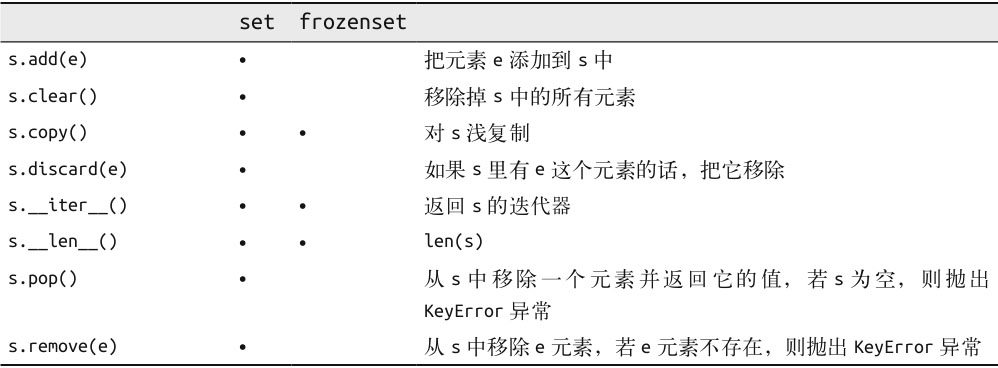 set frozenset
s.add(e) • 把元素 e 添加到 s 中
s.clear() • 移除掉 s 中的所有元素
s.copy() • • 对 s 浅复制
s.discard(e) • 如果 s 里有 e 这个元素的话，把它移除
s.__iter__() • • 返回 s 的迭代器
s.__len__() • • len(s)
s.pop() • 从 s 中移除一个元素并返回它的值，若 s 为空，则抛出
KeyError 异常
s.remove(e) • 从 s 中移除 e 元素，若 e 元素不存在，则抛出 KeyError 异常